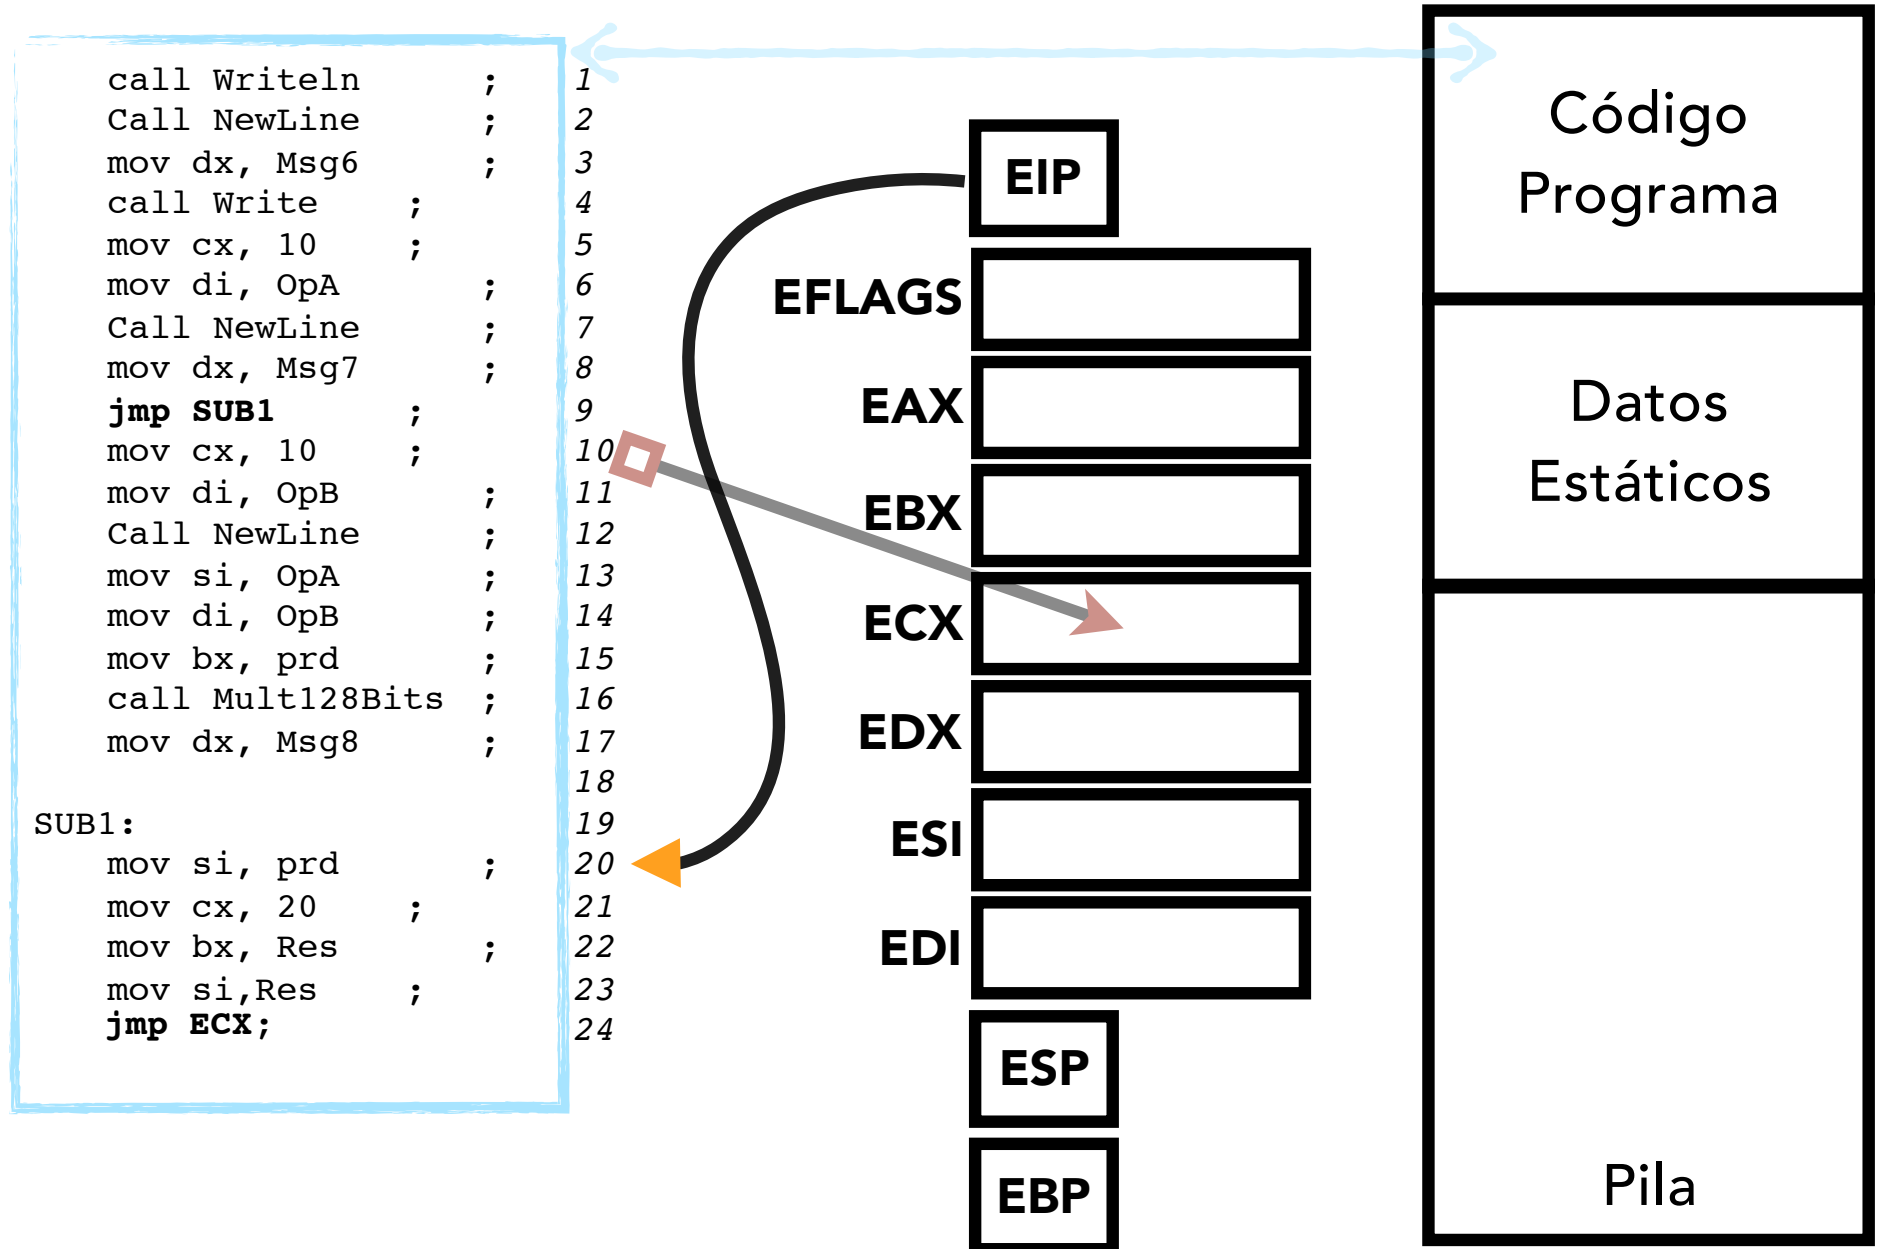 call Writeln ; 1
Call NewLine ; 2
mov dx, Msg6 ; 3
call Write ; 4
mov cx, 10 ; 5
mov di, OpA ; 6
Call NewLine ; 7
mov dx, Msg7 ; 8
jmp SUB1 ; 9
mov cx, 10 ; 10
mov di, OpB ; 11
Call NewLine ; 12
mov si, OpA ; 13
mov di, OpB ; 14
mov bx, prd ; 15
call Mult128Bits ; 16
mov dx, Msg8 ; 17
18
SUB1: 19
mov si, prd ; 20
mov cx, 20 ; 21
mov bx, Res ; 22
mov si,Res ; 23
jmp ECX; 24
EIP
EFLAGS
EAX
EBX
ECX
EDX
ESI
EDI
ESP
EBP
Código
Programa
Datos
Estáticos
Pila